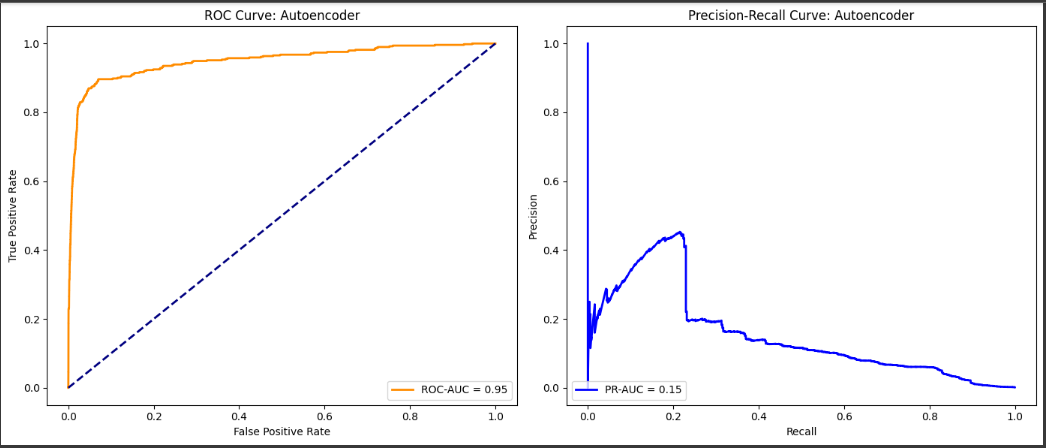 ROC Curve: Autoencoder
True Positive Rate
1.0
0.8
0.6
0.4
0.2
0.0
0.0 0.2 0.4 0.6 0.8 1.0
False Positive Rate
ROC-AUC = 0.95
Precision-Recall Curve: Autoencoder
Precision
1.0
0.8
0.6
0.4
0.2
0.0
0.0 0.2 0.4 0.6 0.8 1.0
Recall
PR-AUC = 0.15